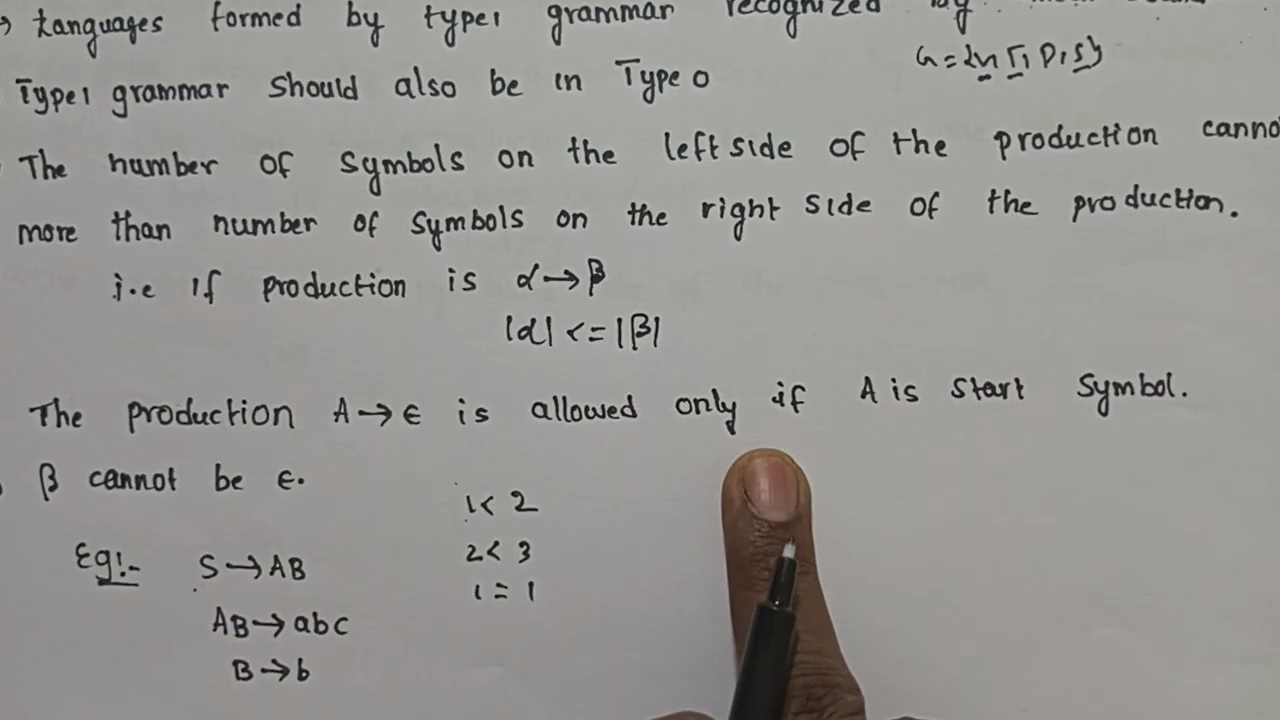 → Languages formed by type1 grammar recognized by
G = {V, T, P, S}
Type1 grammar should also be in Type 0
The number of symbols on the left side of the production canno
more than number of symbols on the right side of the production.
i.e if production is α → β
|α| <= |β|
The production A → ε is allowed only if A is start symbol.
β cannot be ε.
1 < 2
2 < 3
1 = 1
Eg:-
S → AB
AB → abc
B → b